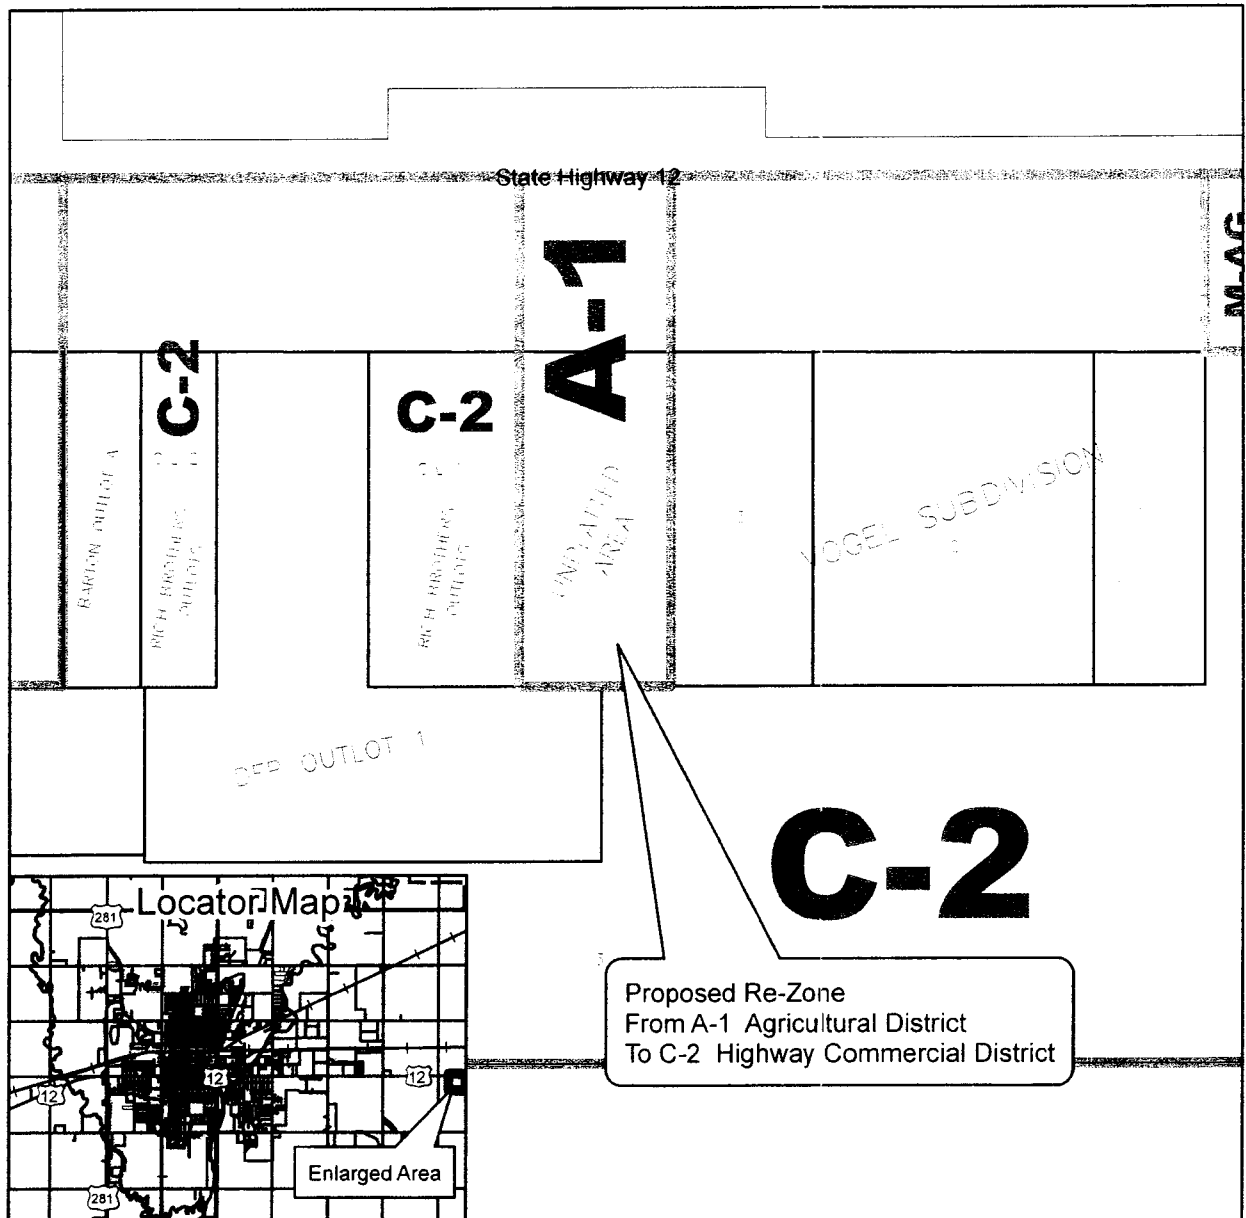 State Highway 12
A-1
M-AG
C-2
C-2
BARTON OUTLOT A
RICH BROTHERS
OUTLOTS
RICH BROTHERS
OUTLOTS
UNPLATTED
AREA
VOGEL SUBDIVISION
OUTLOT 1
C-2
Locator Map
281
12
12
12
281
Enlarged Area
Proposed Re-Zone
From A-1 Agricultural District
To C-2 Highway Commercial District